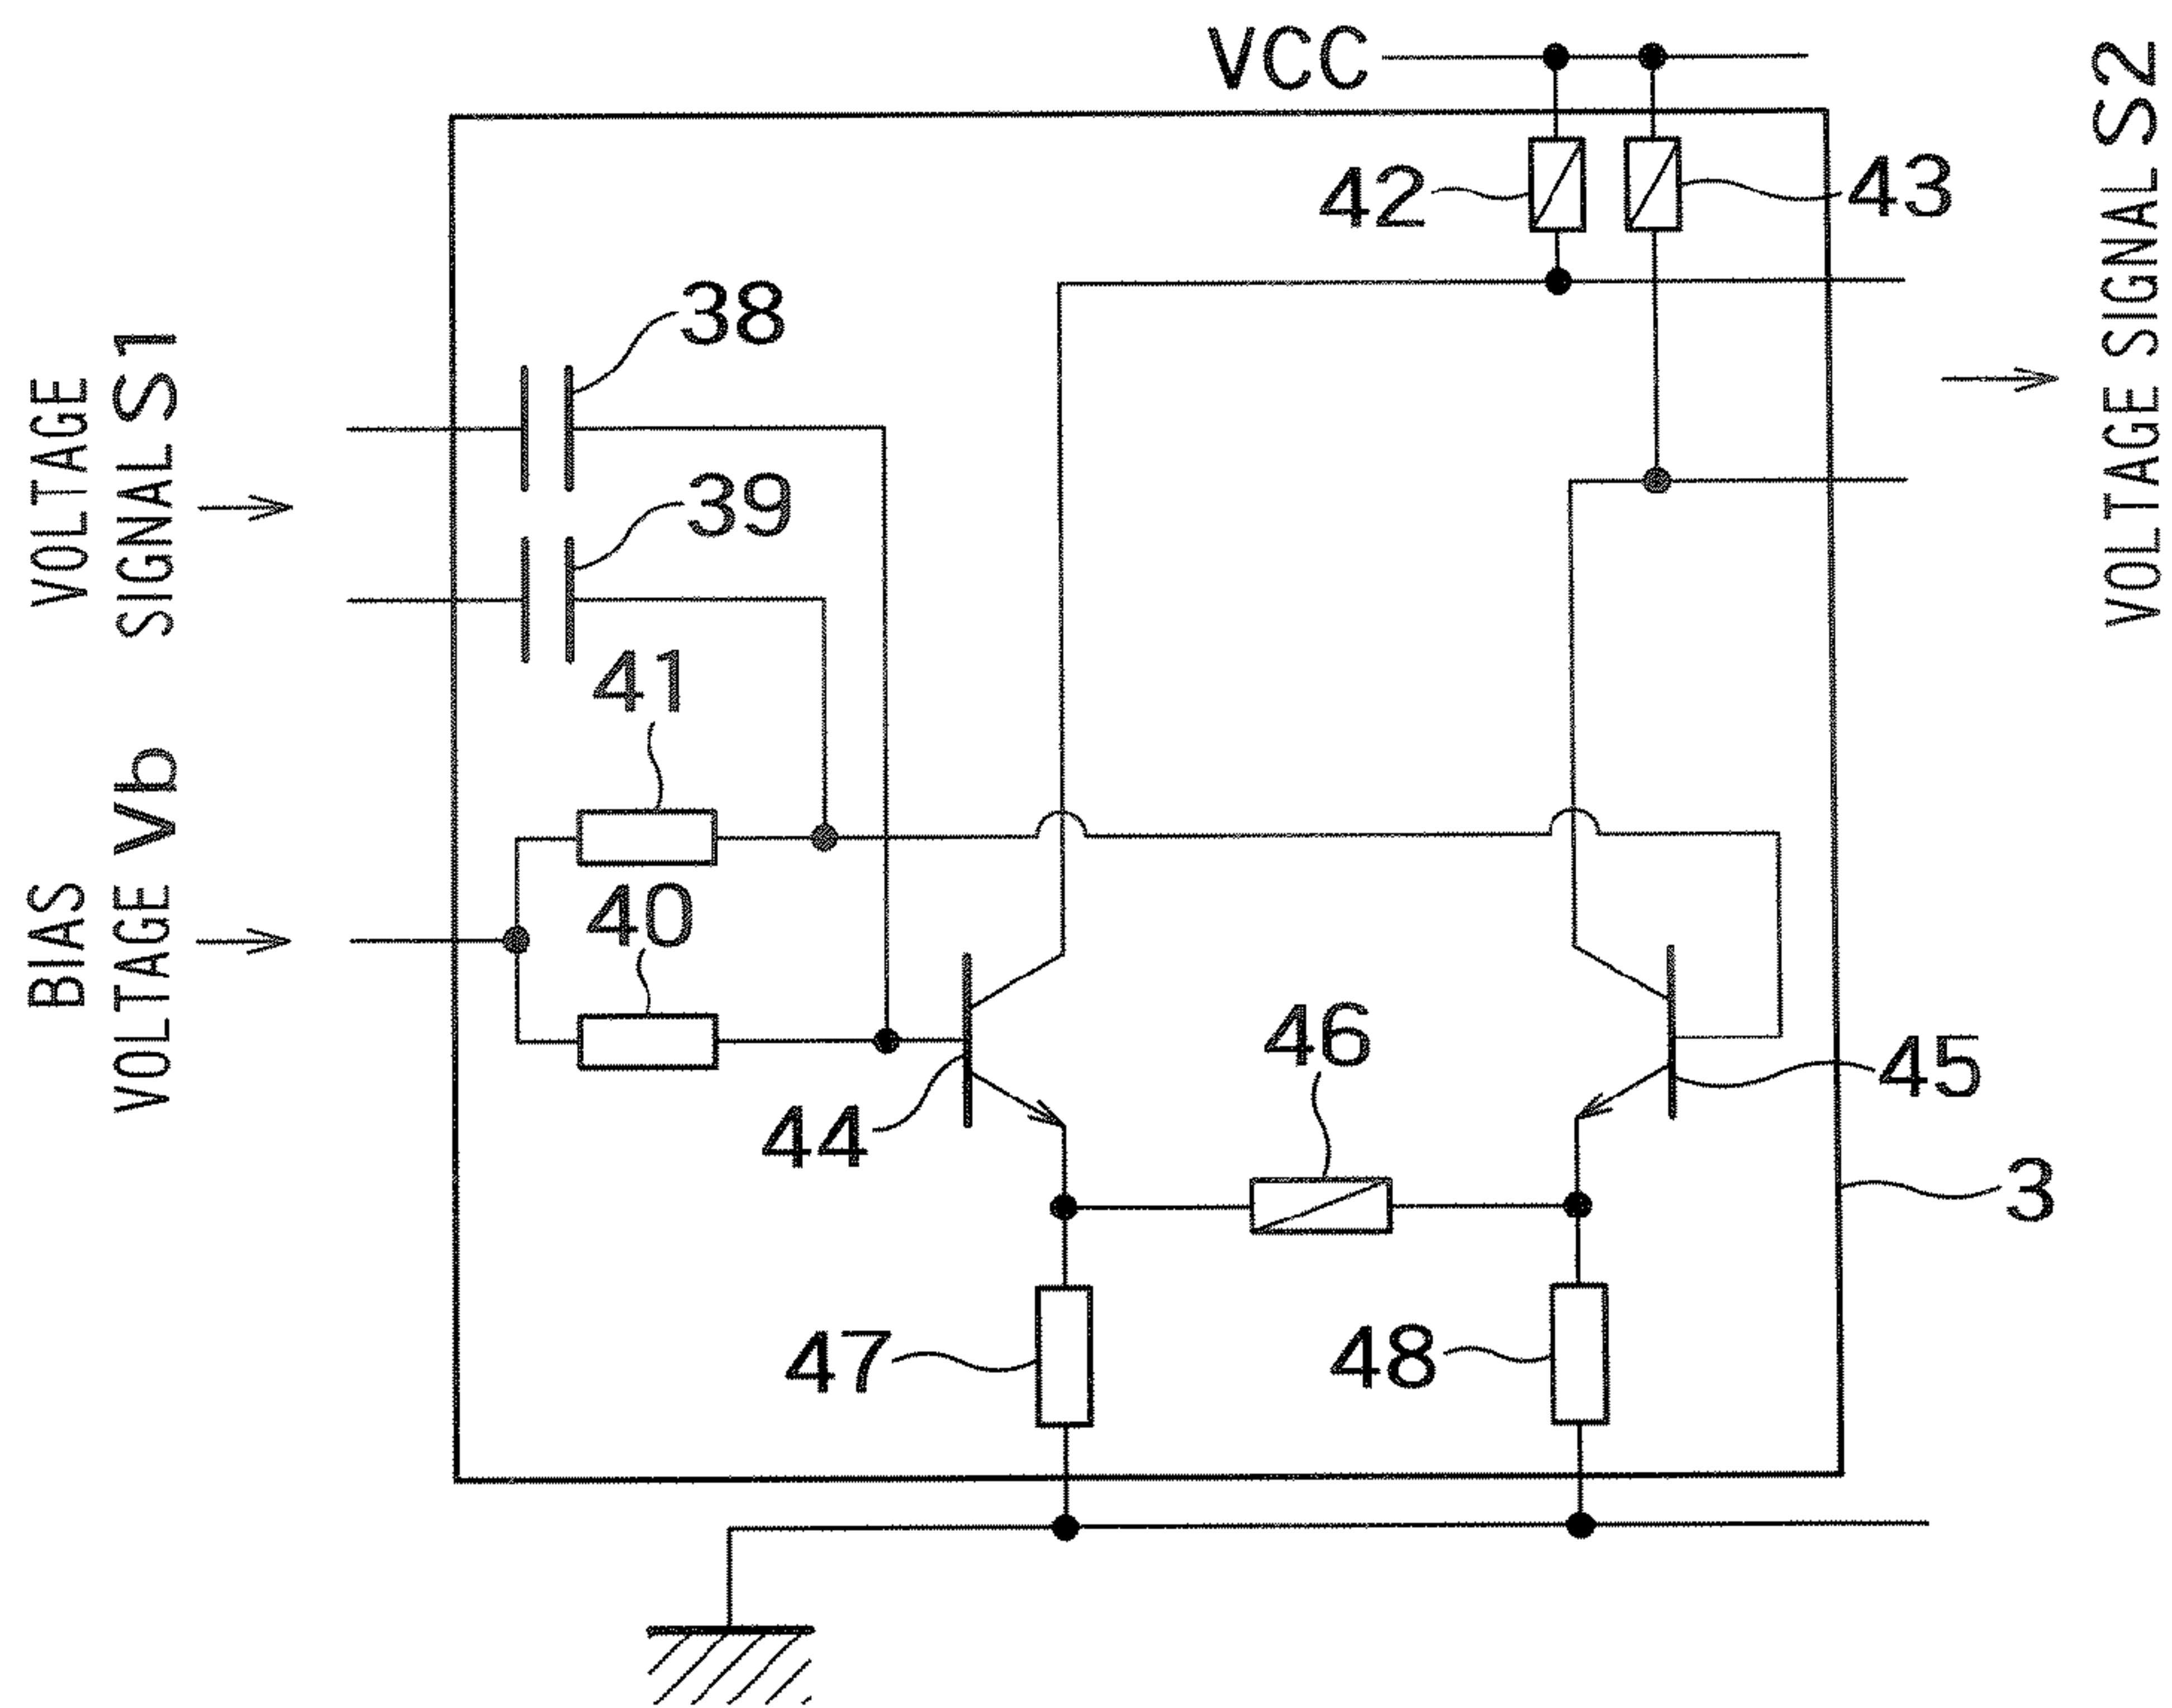 VCC
VOLTAGE SIGNAL S2
42
43
38
VOLTAGE
SIGNAL S1
39
41
BIAS
VOLTAGE Vb
40
46
45
44
3
47
48